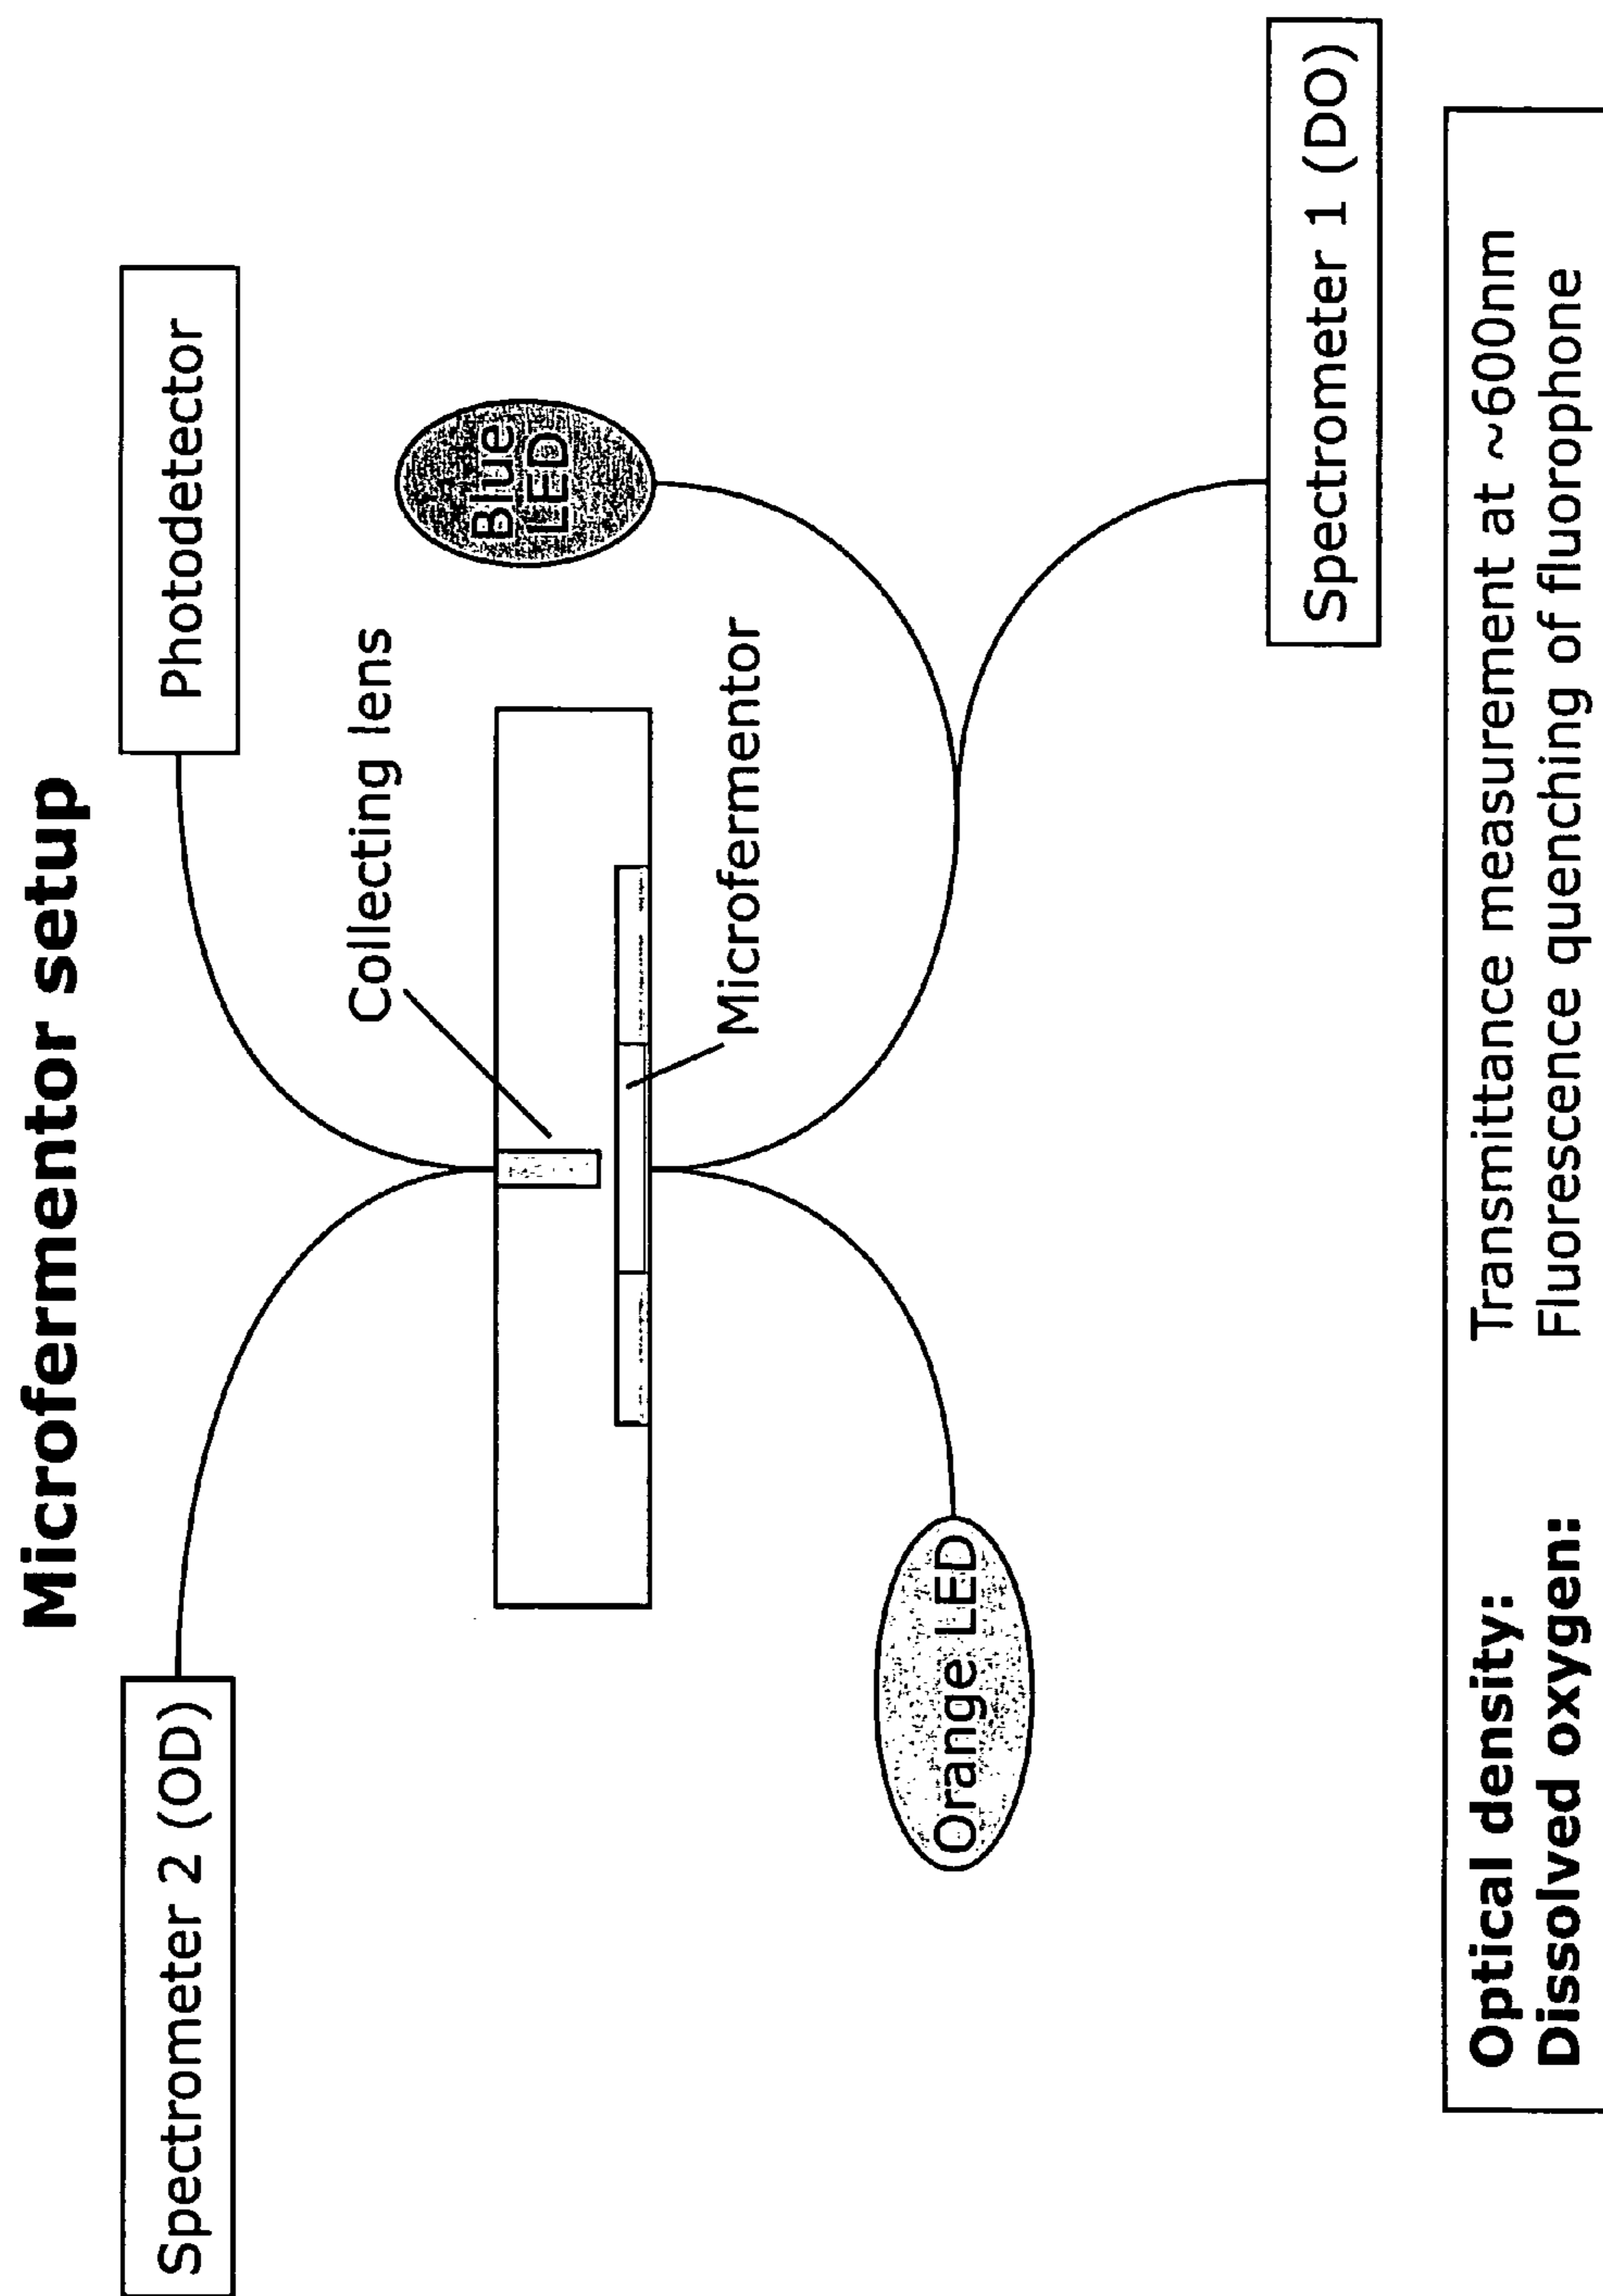 Microfermentor setup
Spectrometer 2 (OD)
Photodetector
Collecting lens
Blue
LED
Microfermentor
Orange LED
Spectrometer 1 (DO)
Optical density: Transmittance measurement at ~600nm
Dissolved oxygen: Fluorescence quenching of fluorophone